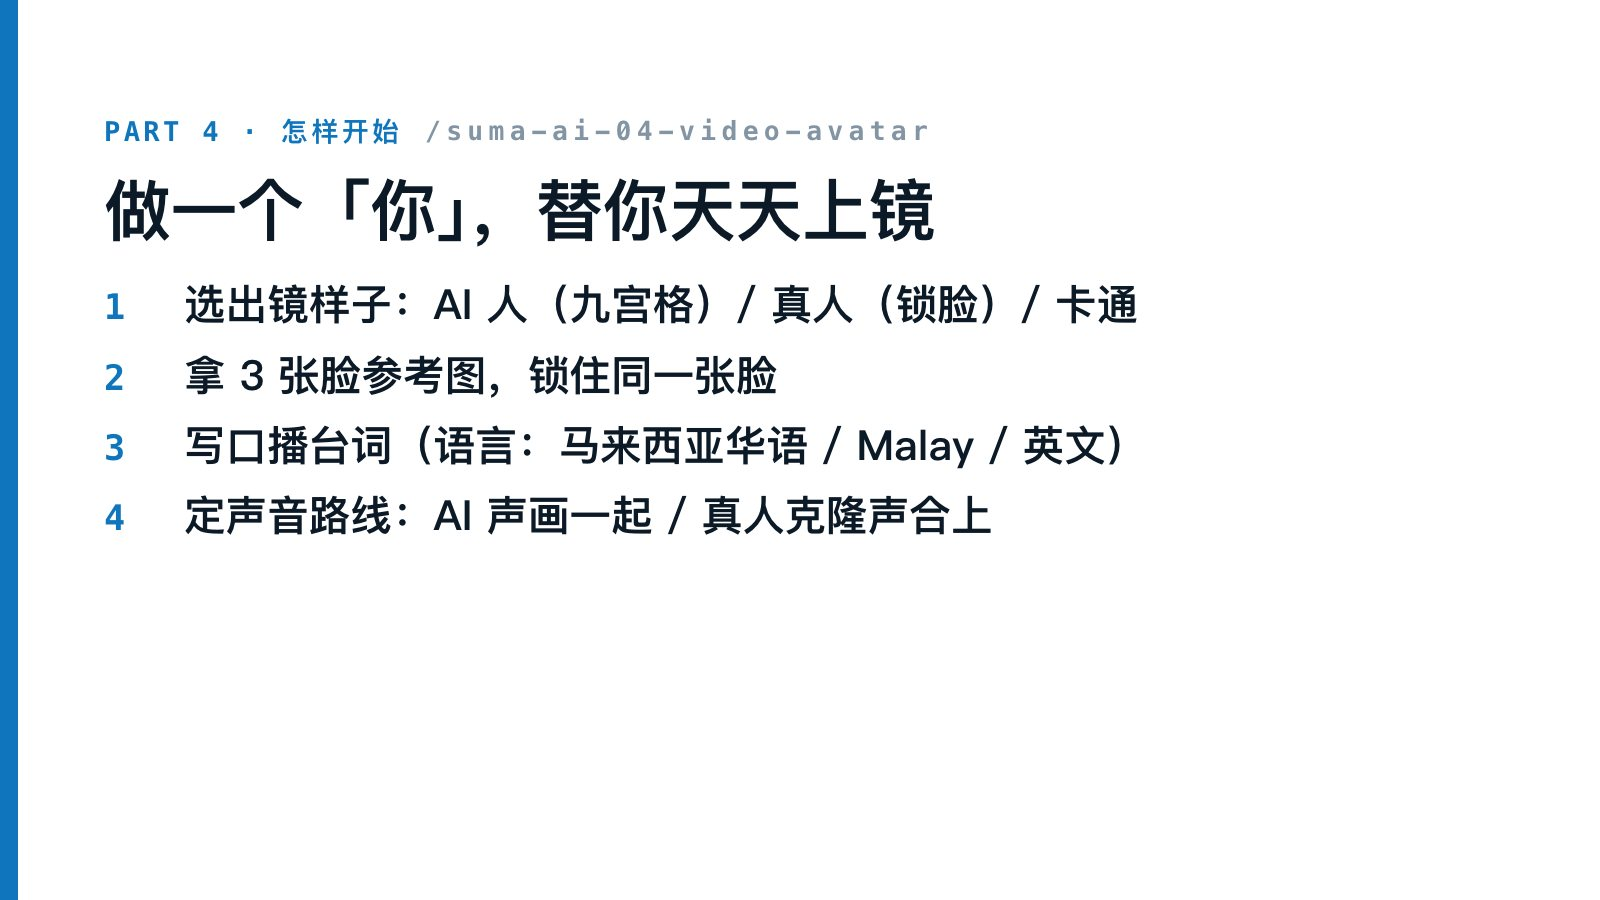 PART 4 · 怎样开始 /suma-ai-04-video-avatar
做一个「你」，替你天天上镜
1 选出镜样子：AI 人（九宫格）/ 真人（锁脸）/ 卡通
2 拿 3 张脸参考图，锁住同一张脸
3 写口播台词（语言：马来西亚华语 / Malay / 英文）
4 定声音路线：AI 声画一起 / 真人克隆声合上